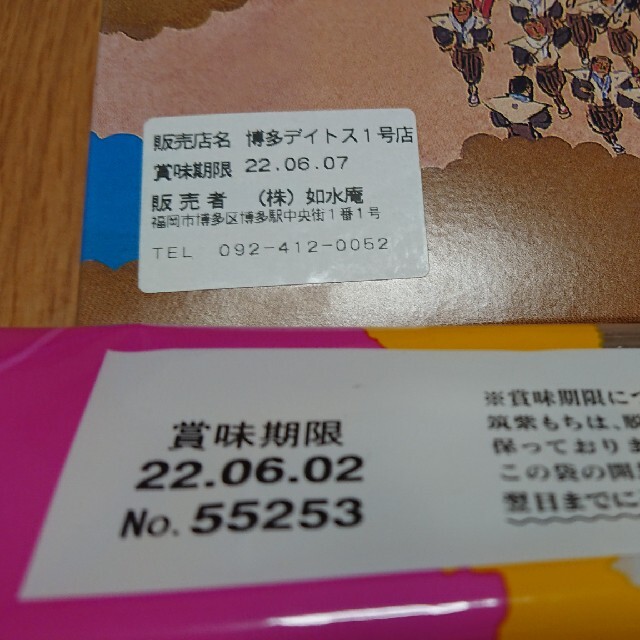 販売店名 博多デイトス1号店
賞味期限 22.06.07
販売者 (株)如水庵
福岡市博多区博多駅中央街1番1号
TEL 092-412-0052
賞味期限
22.06.02
No. 55253
※賞味期限につ
筑紫もちは、脱
保っており
この袋の開
翌日までに